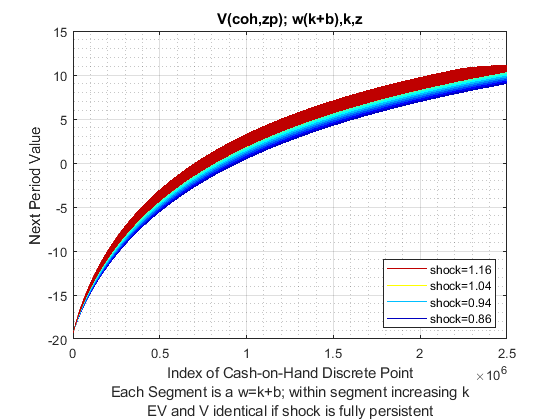 V(coh,zp); w(k+b),k,z
15
10
5
0
-5
-10
-15
-20
Next Period Value
0
0.5
1
1.5
2
2.5
×10^6
shock=1.16
shock=1.04
shock=0.94
shock=0.86
Index of Cash-on-Hand Discrete Point
Each Segment is a w=k+b; within segment increasing k
EV and V identical if shock is fully persistent